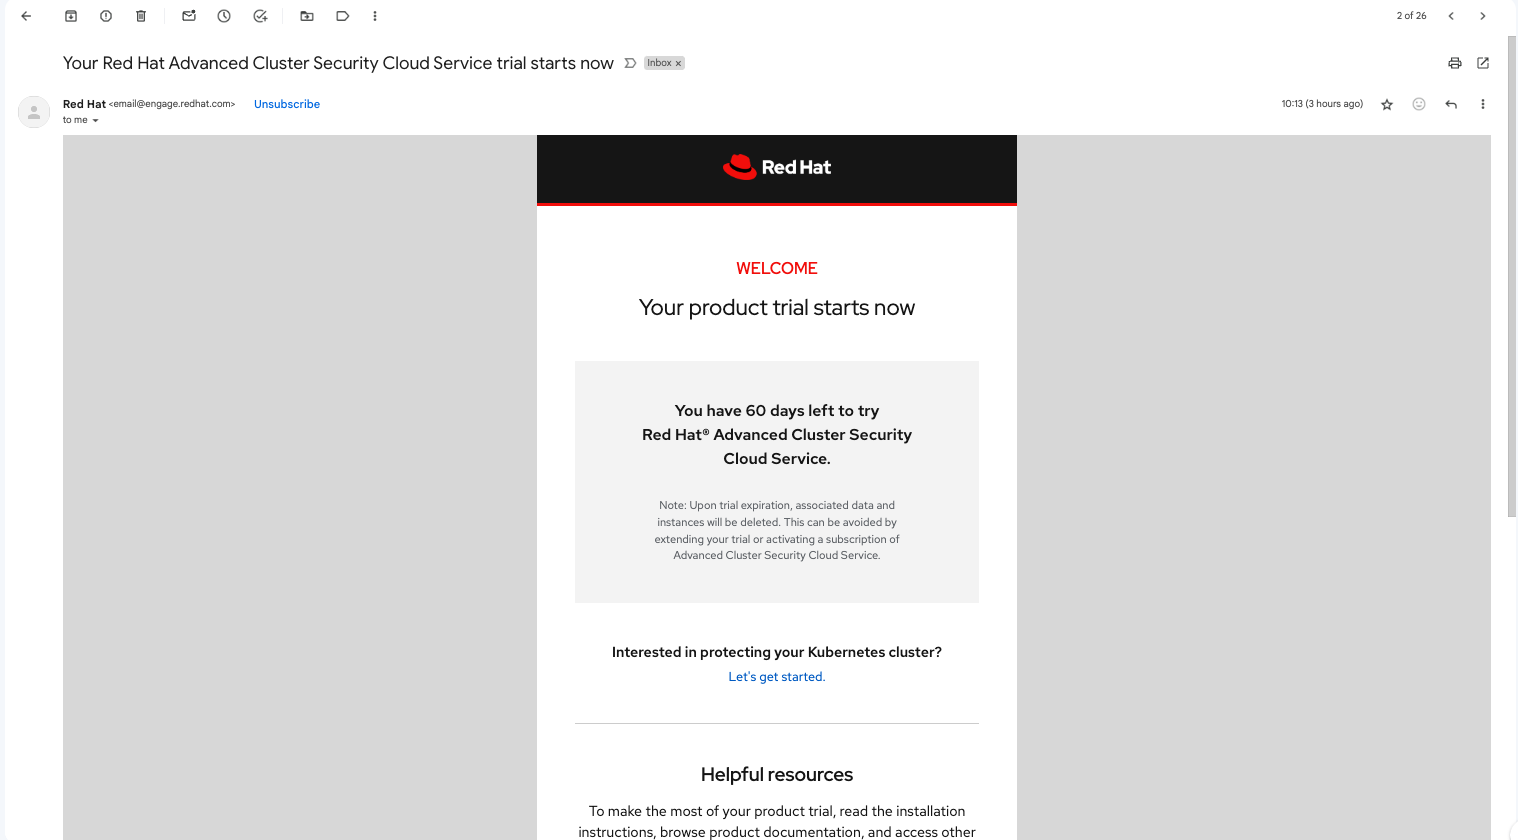 2 of 26
Your Red Hat Advanced Cluster Security Cloud Service trial starts now
Inbox x
Red Hat <email@engage.redhat.com> Unsubscribe
10:13 (3 hours ago)
to me
Red Hat
WELCOME
Your product trial starts now
You have 60 days left to try
Red Hat® Advanced Cluster Security
Cloud Service.
Note: Upon trial expiration, associated data and
instances will be deleted. This can be avoided by
extending your trial or activating a subscription of
Advanced Cluster Security Cloud Service.
Interested in protecting your Kubernetes cluster?
Let's get started.
Helpful resources
To make the most of your product trial, read the installation
instructions, browse product documentation, and access other